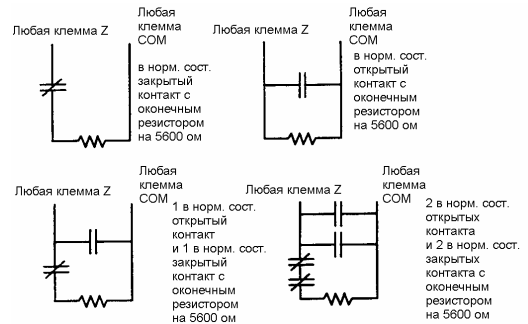 Любая клемма Z
Любая
клемма
COM
в норм. сост.
закрытый
контакт с
оконечным
резистором
на 5600 ом
Любая клемма Z
Любая
клемма
COM
в норм. сост.
открытый
контакт с
оконечным
резистором
на 5600 ом
Любая клемма Z
Любая
клемма
COM
1 в норм. сост.
открытый
контакт
и 1 в норм. сост.
закрытый
контакт с
оконечным
резистором
на 5600 ом
Любая клемма Z
Любая
клемма
COM
2 в норм. сост.
открытых
контакта
и 2 в норм. сост.
закрытых
контакта с
оконечным
резистором
на 5600 ом